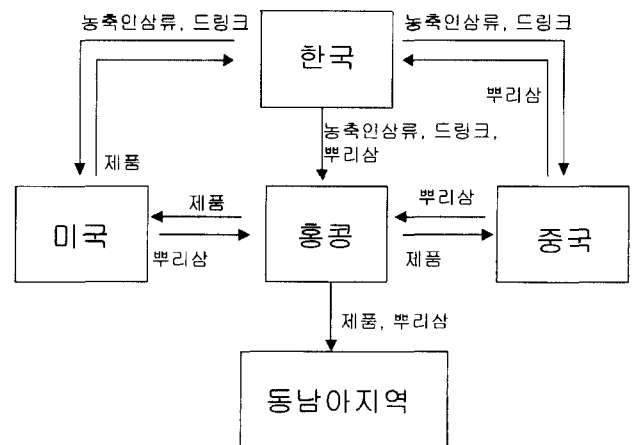 농축인삼류, 드링크
농축인삼류, 드링크
한국
뿌리삼
농축인삼류, 드링크,
뿌리삼
제품
제품
뿌리삼
미국
홍콩
중국
뿌리삼
제품
제품, 뿌리삼
동남아지역